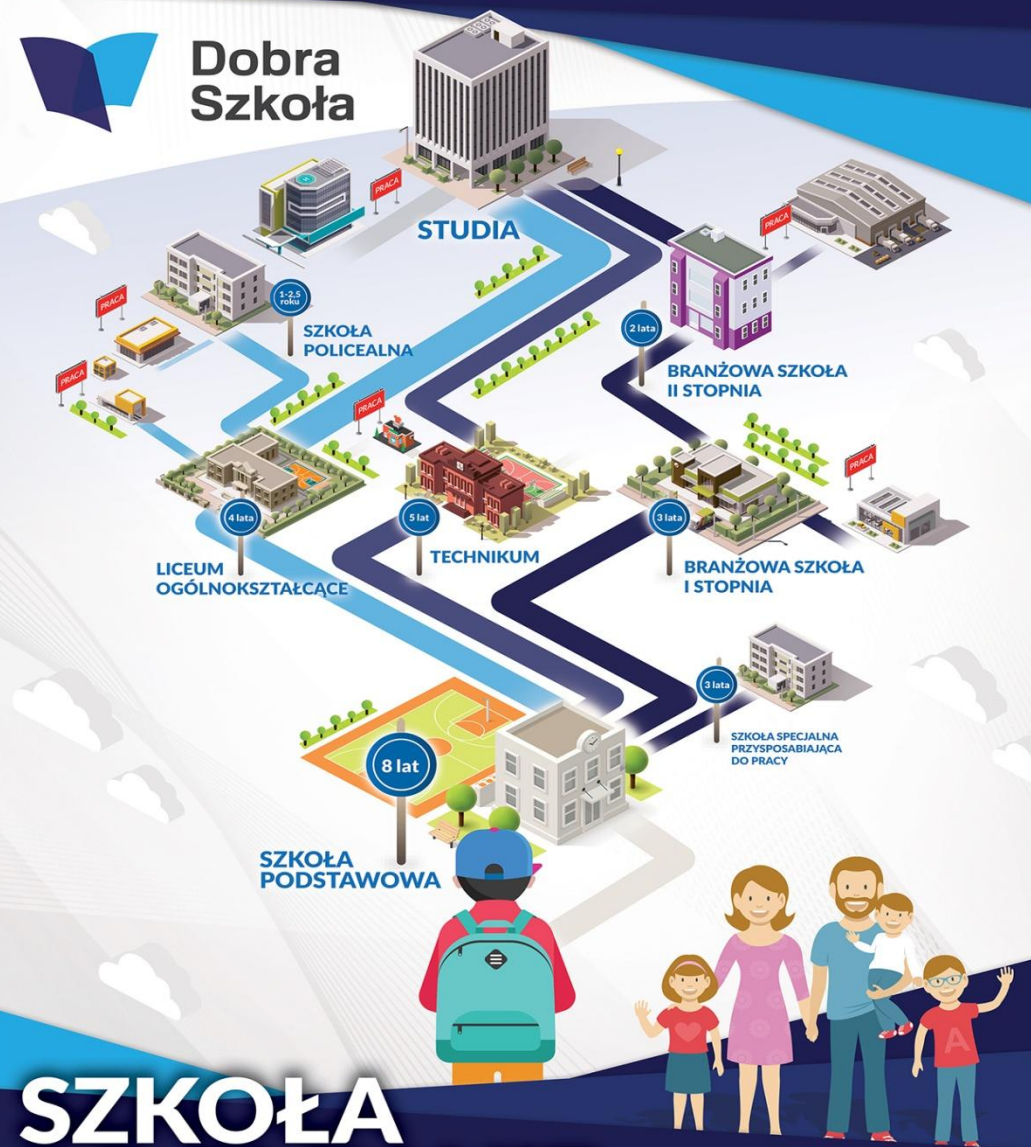 Dobra
Szkoła
PRACA
STUDIA
PRACA
1-2,5
roku
PRACA
SZKOŁA
POLICEALNA
2 lata
BRANŻOWA SZKOŁA
II STOPNIA
PRACA
PRACA
4 lata
5 lat
3 lata
PRACA
LICEUM
OGÓLNOKSZTAŁCĄCE
TECHNIKUM
BRANŻOWA SZKOŁA
I STOPNIA
3 lata
SZKOŁA SPECJALNA
PRZYSPOSABIAJĄCA
DO PRACY
8 lat
SZKOŁA
PODSTAWOWA
A
SZKOŁA